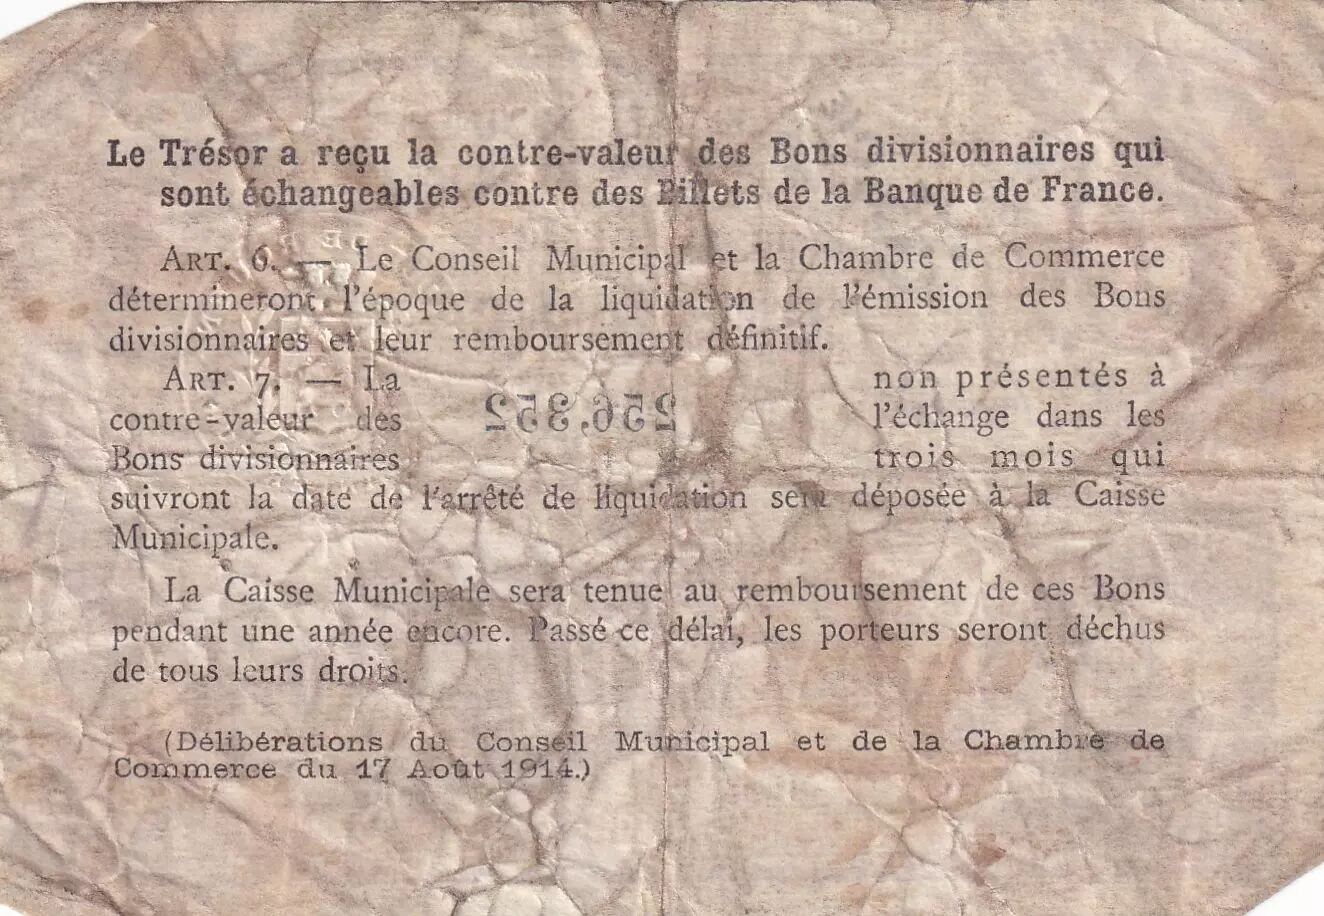 Le Trésor a reçu la contre-valeur des Bons divisionnaires qui
sont échangeables contre des Billets de la Banque de France.
ART. 6. — Le Conseil Municipal et la Chambre de Commerce
détermineront l'époque de la liquidation de l'émission des Bons
divisionnaires et leur remboursement définitif.
ART. 7. — La non présentés à
contre-valeur des 256.352 l'échange dans les
Bons divisionnaires trois mois qui
suivront la date de l'arrêté de liquidation sera déposée à la Caisse
Municipale.
La Caisse Municipale sera tenue au remboursement de ces Bons
pendant une année encore. Passé ce délai, les porteurs seront déchus
de tous leurs droits.
(Délibérations du Conseil Municipal et de la Chambre de
Commerce du 17 Août 1914.)